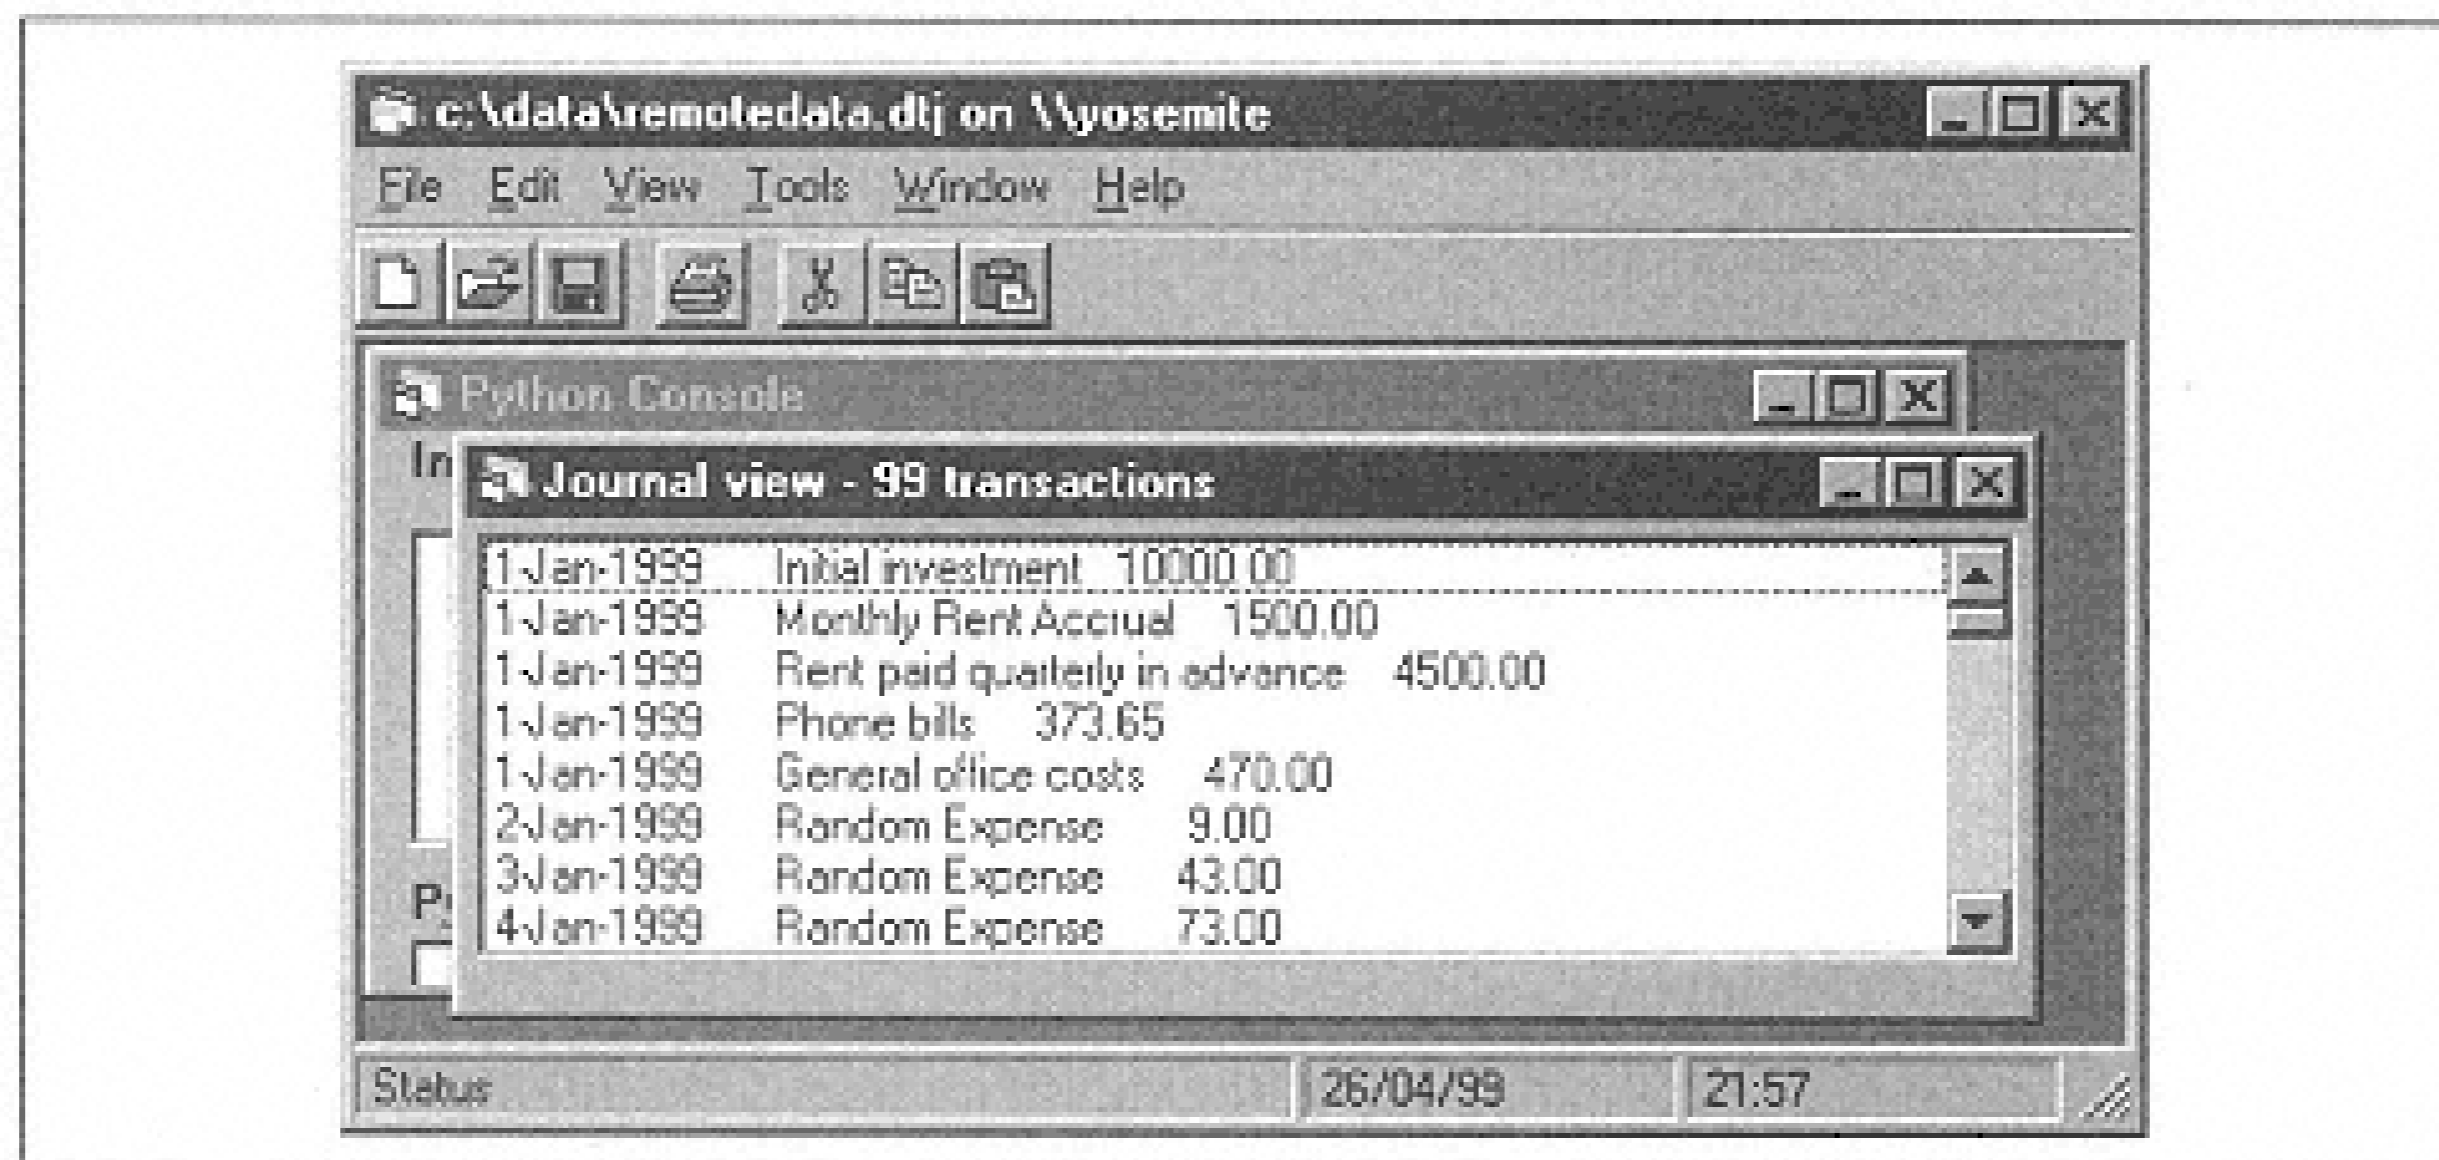 c:\data\remotedata.dtj on \\yosemite
File Edit View Tools Window Help
Python Console
In
Journal view - 99 transactions
1-Jan-1999 Initial investment 10000.00
1-Jan-1999 Monthly Rent Accrual 1500.00
1-Jan-1999 Rent paid quarterly in advance 4500.00
1-Jan-1999 Phone bills 373.65
1-Jan-1999 General office costs 470.00
2-Jan-1999 Random Expense 9.00
3-Jan-1999 Random Expense 43.00
4-Jan-1999 Random Expense 73.00
Status 26/04/99 21:57